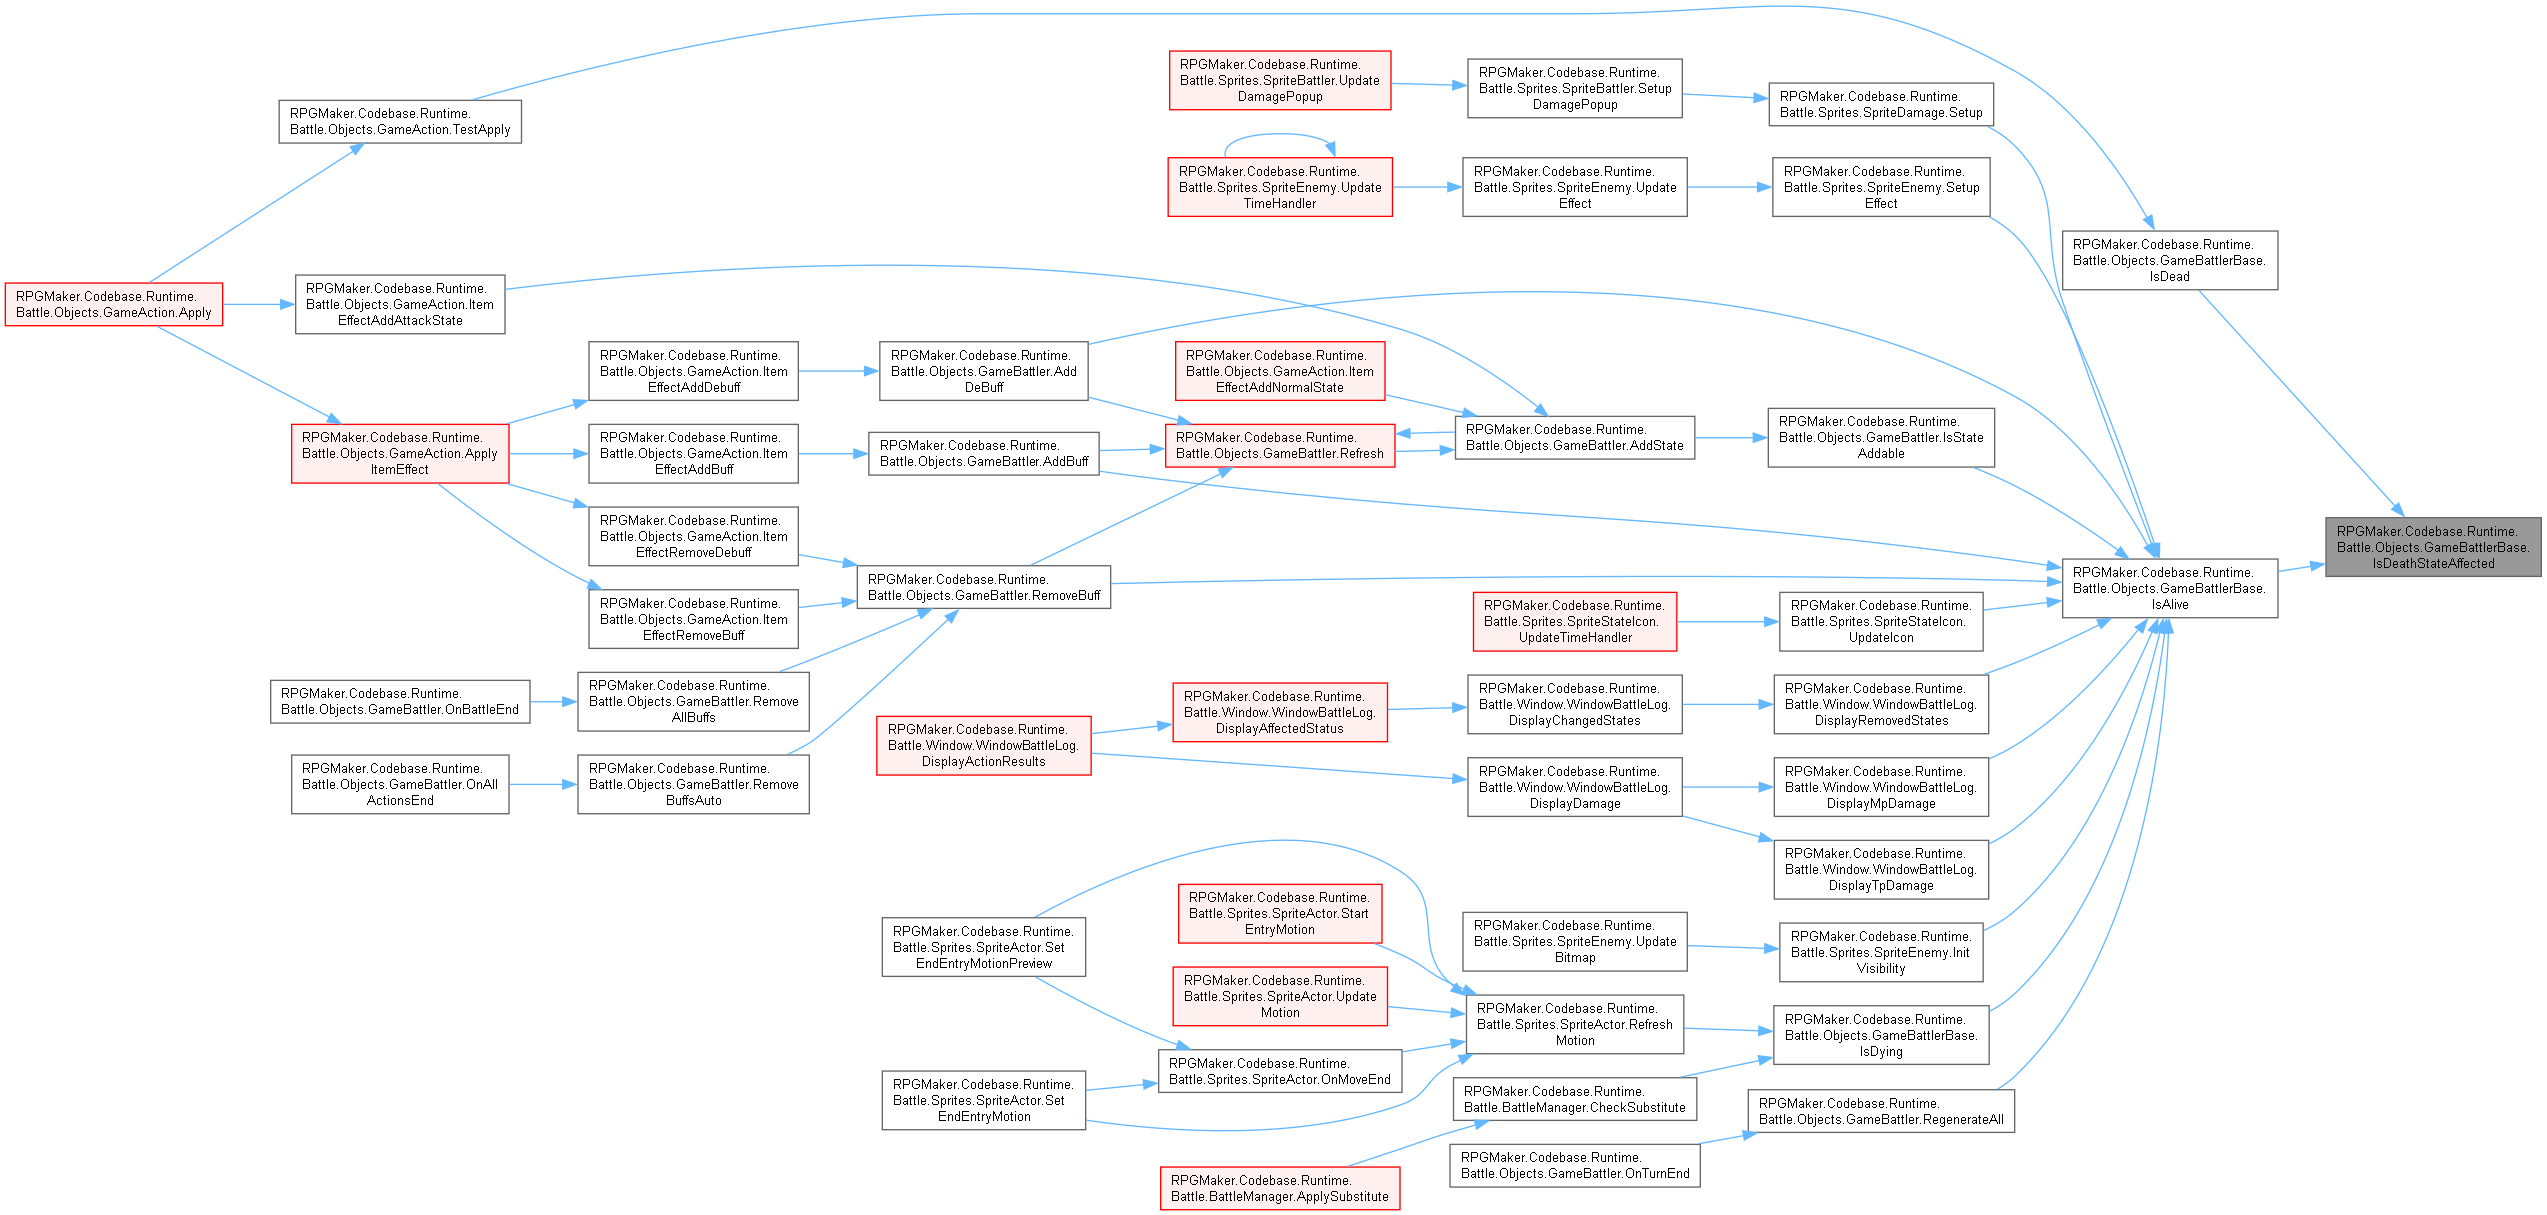 RPGMaker.Codebase.Runtime.
Battle.Sprites.SpriteBattler.Update
DamagePopup
RPGMaker.Codebase.Runtime.
Battle.Sprites.SpriteBattler.Setup
DamagePopup
RPGMaker.Codebase.Runtime.
Battle.Sprites.SpriteDamage.Setup
RPGMaker.Codebase.Runtime.
Battle.Objects.GameAction.TestApply
RPGMaker.Codebase.Runtime.
Battle.Sprites.SpriteEnemy.Update
TimeHandler
RPGMaker.Codebase.Runtime.
Battle.Sprites.SpriteEnemy.Update
Effect
RPGMaker.Codebase.Runtime.
Battle.Sprites.SpriteEnemy.Setup
Effect
RPGMaker.Codebase.Runtime.
Battle.Objects.GameBattlerBase.
IsDead
RPGMaker.Codebase.Runtime.
Battle.Objects.GameAction.Apply
RPGMaker.Codebase.Runtime.
Battle.Objects.GameAction.Item
EffectAddAttackState
RPGMaker.Codebase.Runtime.
Battle.Objects.GameAction.Item
EffectAddDebuff
RPGMaker.Codebase.Runtime.
Battle.Objects.GameBattler.Add
DeBuff
RPGMaker.Codebase.Runtime.
Battle.Objects.GameAction.Item
EffectAddNormalState
RPGMaker.Codebase.Runtime.
Battle.Objects.GameAction.Apply
ItemEffect
RPGMaker.Codebase.Runtime.
Battle.Objects.GameAction.Item
EffectAddBuff
RPGMaker.Codebase.Runtime.
Battle.Objects.GameBattler.AddBuff
RPGMaker.Codebase.Runtime.
Battle.Objects.GameBattler.Refresh
RPGMaker.Codebase.Runtime.
Battle.Objects.GameBattler.AddState
RPGMaker.Codebase.Runtime.
Battle.Objects.GameBattler.IsState
Addable
RPGMaker.Codebase.Runtime.
Battle.Objects.GameAction.Item
EffectRemoveDebuff
RPGMaker.Codebase.Runtime.
Battle.Objects.GameBattlerBase.
IsDeathStateAffected
RPGMaker.Codebase.Runtime.
Battle.Objects.GameBattler.RemoveBuff
RPGMaker.Codebase.Runtime.
Battle.Objects.GameBattlerBase.
IsAlive
RPGMaker.Codebase.Runtime.
Battle.Objects.GameAction.Item
EffectRemoveBuff
RPGMaker.Codebase.Runtime.
Battle.Sprites.SpriteStateIcon.
UpdateTimeHandler
RPGMaker.Codebase.Runtime.
Battle.Sprites.SpriteStateIcon.
UpdateIcon
RPGMaker.Codebase.Runtime.
Battle.Objects.GameBattler.OnBattleEnd
RPGMaker.Codebase.Runtime.
Battle.Objects.GameBattler.Remove
AllBuffs
RPGMaker.Codebase.Runtime.
Battle.Window.WindowBattleLog.
DisplayActionResults
RPGMaker.Codebase.Runtime.
Battle.Window.WindowBattleLog.
DisplayAffectedStatus
RPGMaker.Codebase.Runtime.
Battle.Window.WindowBattleLog.
DisplayChangedStates
RPGMaker.Codebase.Runtime.
Battle.Window.WindowBattleLog.
DisplayRemovedStates
RPGMaker.Codebase.Runtime.
Battle.Objects.GameBattler.OnAll
ActionsEnd
RPGMaker.Codebase.Runtime.
Battle.Objects.GameBattler.Remove
BuffsAuto
RPGMaker.Codebase.Runtime.
Battle.Window.WindowBattleLog.
DisplayDamage
RPGMaker.Codebase.Runtime.
Battle.Window.WindowBattleLog.
DisplayMpDamage
RPGMaker.Codebase.Runtime.
Battle.Window.WindowBattleLog.
DisplayTpDamage
RPGMaker.Codebase.Runtime.
Battle.Sprites.SpriteActor.Start
EntryMotion
RPGMaker.Codebase.Runtime.
Battle.Sprites.SpriteActor.Set
EndEntryMotionPreview
RPGMaker.Codebase.Runtime.
Battle.Sprites.SpriteEnemy.Update
Bitmap
RPGMaker.Codebase.Runtime.
Battle.Sprites.SpriteEnemy.Init
Visibility
RPGMaker.Codebase.Runtime.
Battle.Sprites.SpriteActor.Update
Motion
RPGMaker.Codebase.Runtime.
Battle.Sprites.SpriteActor.Refresh
Motion
RPGMaker.Codebase.Runtime.
Battle.Objects.GameBattlerBase.
IsDying
RPGMaker.Codebase.Runtime.
Battle.Sprites.SpriteActor.OnMoveEnd
RPGMaker.Codebase.Runtime.
Battle.Sprites.SpriteActor.Set
EndEntryMotion
RPGMaker.Codebase.Runtime.
Battle.BattleManager.CheckSubstitute
RPGMaker.Codebase.Runtime.
Battle.Objects.GameBattler.RegenerateAll
RPGMaker.Codebase.Runtime.
Battle.Objects.GameBattler.OnTurnEnd
RPGMaker.Codebase.Runtime.
Battle.BattleManager.ApplySubstitute